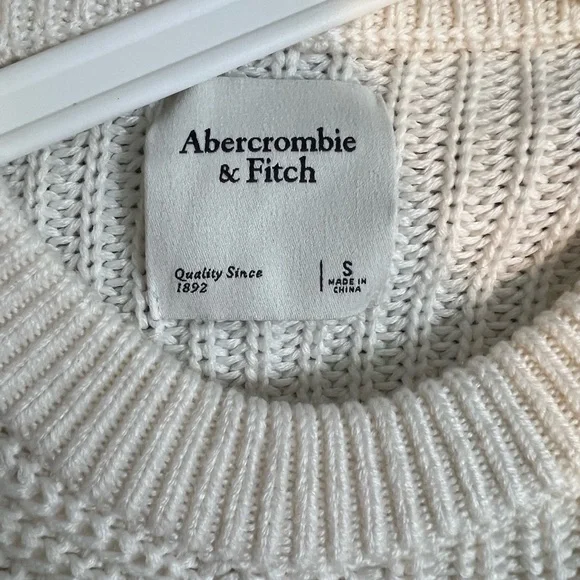 Abercrombie
& Fitch
Quality Since
1892
S
MADE IN
CHINA